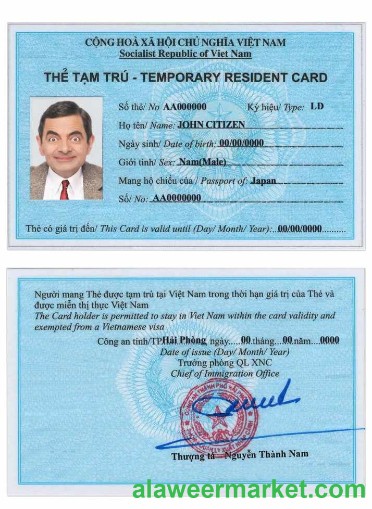 CỘNG HOÀ XÃ HỘI CHỦ NGHĨA VIỆT NAM
Socialist Republic of Viet Nam
THẺ TẠM TRÚ - TEMPORARY RESIDENT CARD
Số thẻ/ No AA000000 Ký hiệu/ Type: LD
Họ tên/ Name: JOHN CITIZEN
Ngày sinh/ Date of birth: 00/00/0000
Giới tính/ Sex: Nam(Male)
Mang hộ chiếu của/ Passport of: Japan
Số/ No: AA0000000
Thẻ có giá trị đến/ This Card is valid until (Day/ Month/ Year): 00/00/0000
Người mang Thẻ được tạm trú tại Việt Nam trong thời hạn giá trị của Thẻ và
được miễn thị thực Việt Nam
The Card holder is permitted to stay in Viet Nam within the card validity and
exempted from a Vietnamese visa
Công an tỉnh/TP Hải Phòng ngày 00 tháng 00 năm 0000
Date of issue (Day/ Month/ Year)
Trưởng phòng QL XNC
Chief of Immigration Office
Thượng tá Nguyễn Thành Nam
alaweermarket.com